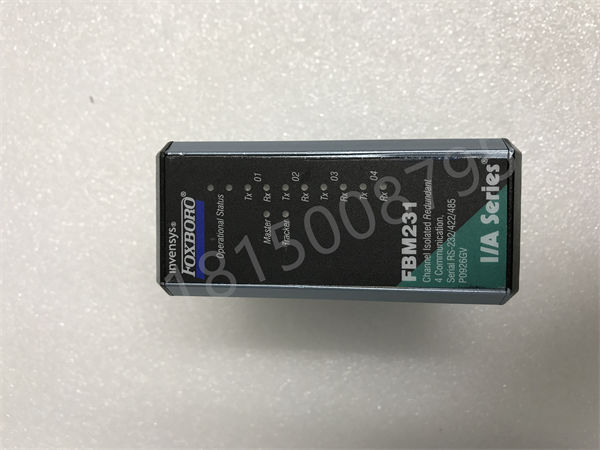 invensys®
FOXBORO®
Operational Status
Tx
01
Rx
Tx
02
Rx
Tx
03
Rx
Tx
04
Rx
Master
Tracker
FBM231
Channel Isolated Redundant
4 Communication,
Serial RS-232/422/485
P0926GV
I/A Series®